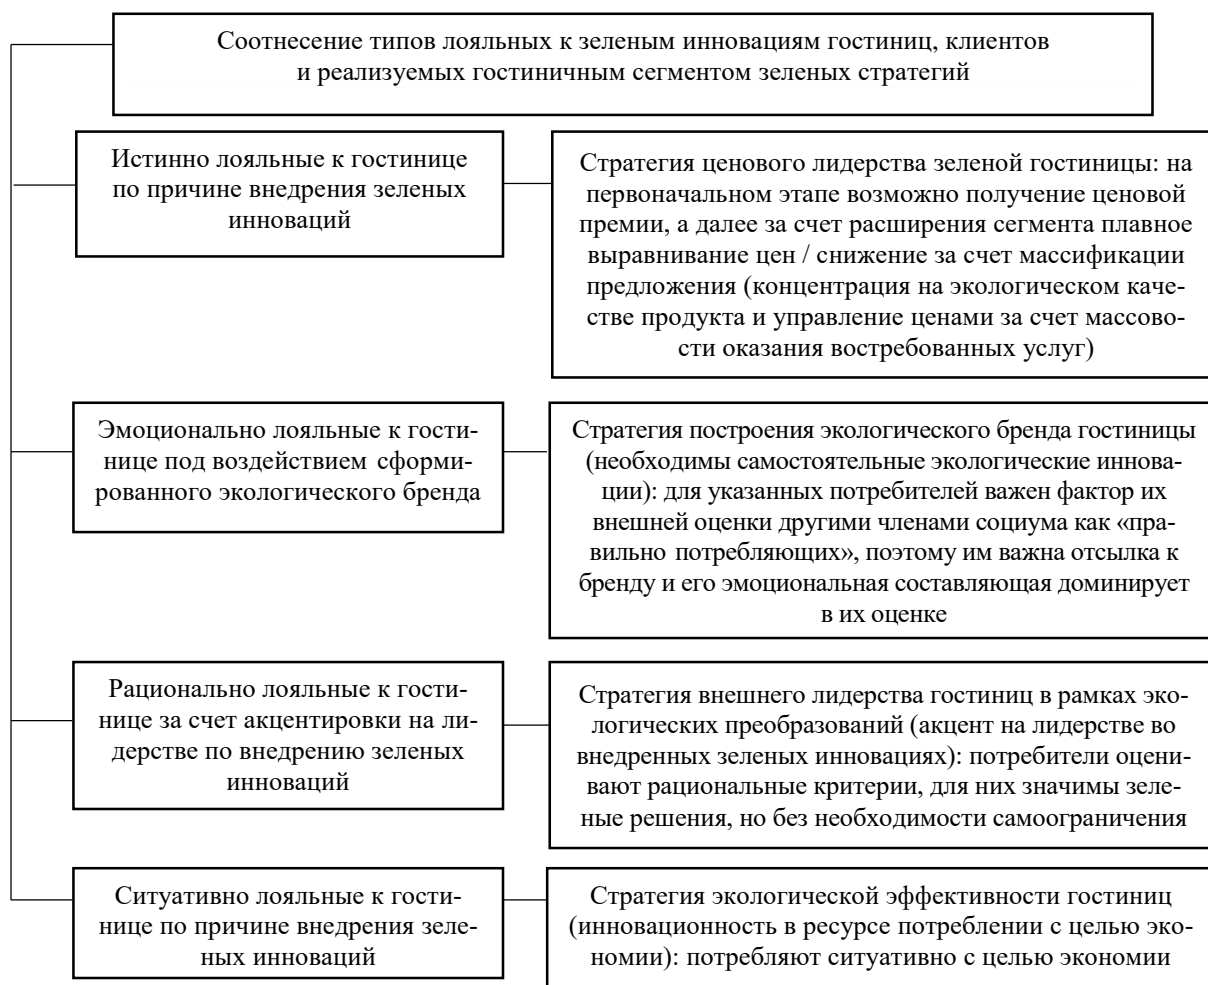 Соотнесение типов лояльных к зеленым инновациям гостиниц, клиентов
и реализуемых гостиничным сегментом зеленых стратегий
Истинно лояльные к гостинице
по причине внедрения зеленых
инноваций
Стратегия ценового лидерства зеленой гостиницы: на
первоначальном этапе возможно получение ценовой
премии, а далее за счет расширения сегмента плавное
выравнивание цен / снижение за счет массификации
предложения (концентрация на экологическом каче-
стве продукта и управление ценами за счет массово-
сти оказания востребованных услуг)
Эмоционально лояльные к гости-
нице под воздействием сформи-
рованного экологического бренда
Стратегия построения экологического бренда гостиницы
(необходимы самостоятельные экологические иннова-
ции): для указанных потребителей важен фактор их
внешней оценки другими членами социума как «пра-
вильно потребляющих», поэтому им важна отсылка к
бренду и его эмоциональная составляющая доминирует
в их оценке
Рационально лояльные к гости-
нице за счет акцентировки на ли-
дерстве по внедрению зеленых
инноваций
Стратегия внешнего лидерства гостиниц в рамках эко-
логических преобразований (акцент на лидерстве во
внедренных зеленых инновациях): потребители оцени-
вают рациональные критерии, для них значимы зеле-
ные решения, но без необходимости самоограничения
Ситуативно лояльные к гости-
нице по причине внедрения зеле-
ных инноваций
Стратегия экологической эффективности гостиниц
(инновационность в ресурсе потреблении с целью эко-
номии): потребляют ситуативно с целью экономии